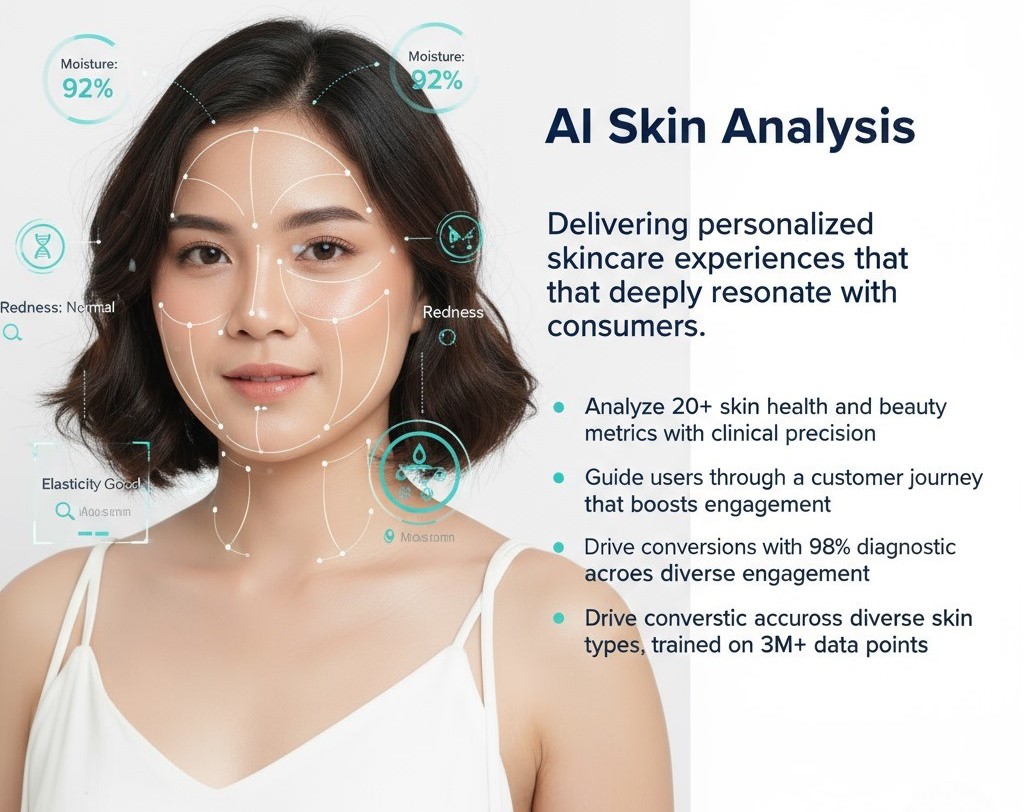 Moisture:
92%
Moisture:
92%
Redness: Normal
Redness
Elasticity Good
AI Skin Analysis
Delivering personalized
skincare experiences that
that deeply resonate with
consumers.
Analyze 20+ skin health and beauty
metrics with clinical precision
Guide users through a customer journey
that boosts engagement
Drive conversions with 98% diagnostic
acroes diverse engagement
Drive converstic accuross diverse skin
types, trained on 3M+ data points